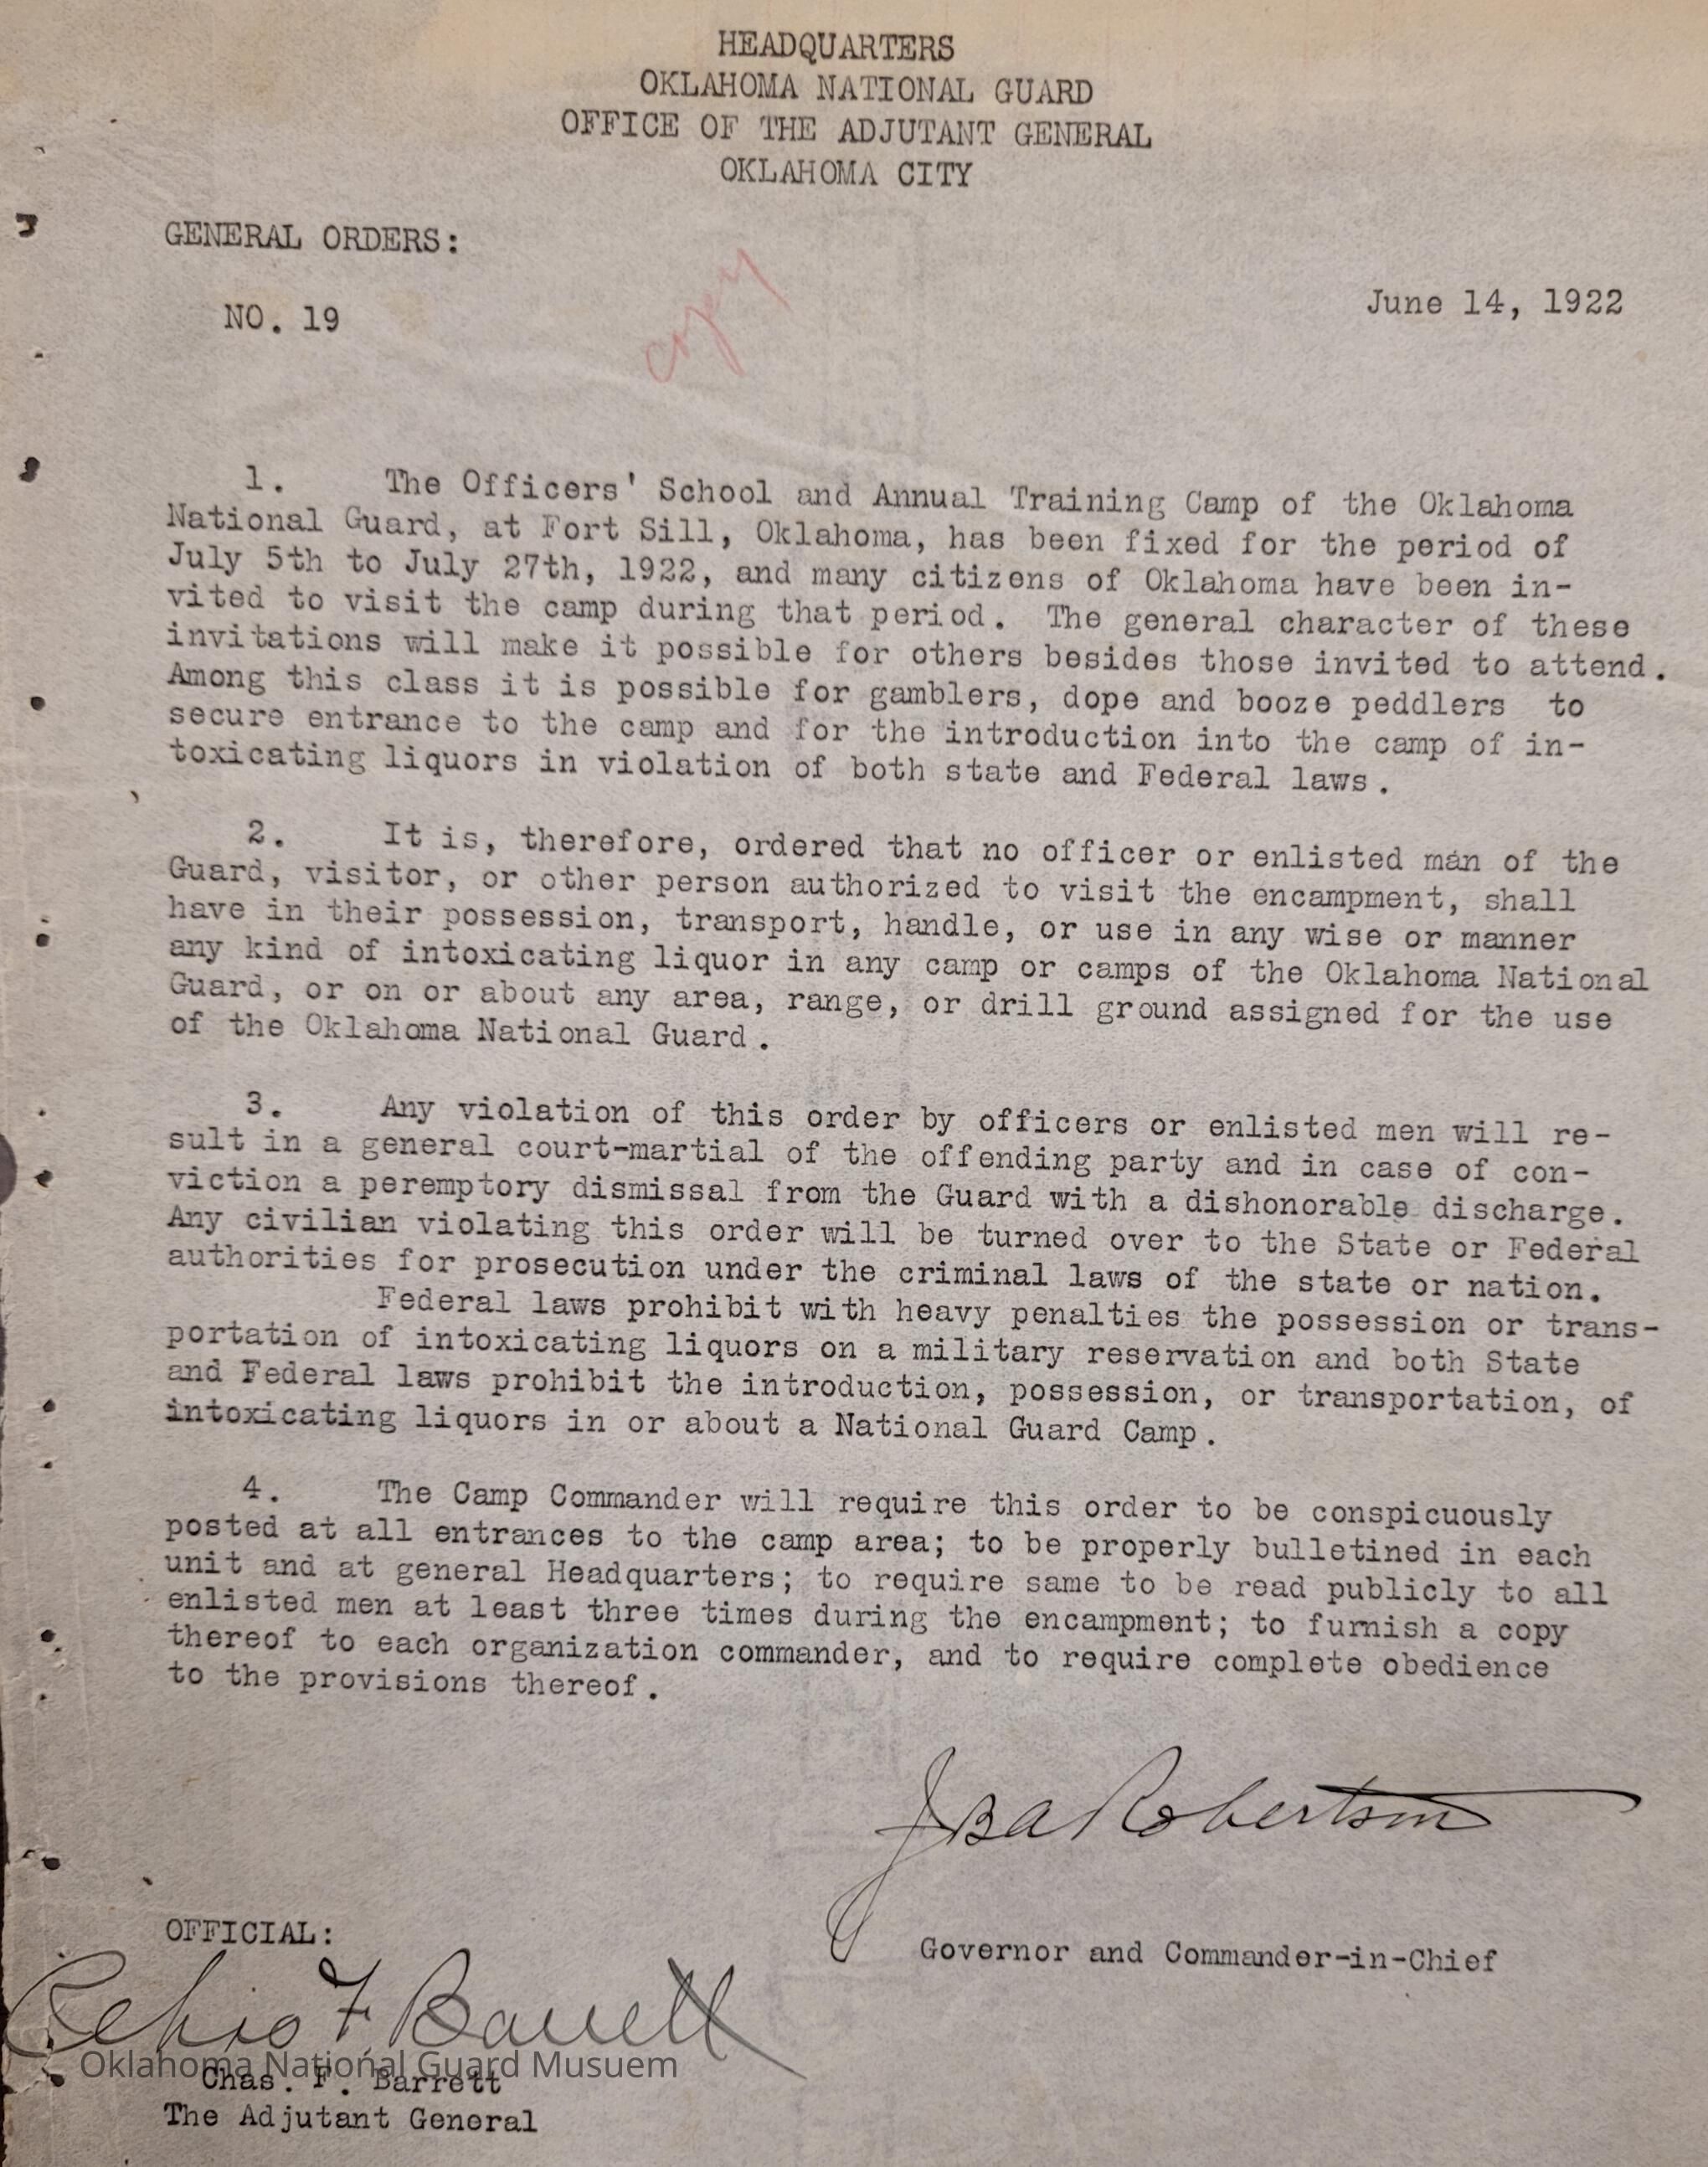 HEADQUARTERS
OKLAHOMA NATIONAL GUARD
OFFICE OF THE ADJUTANT GENERAL
OKLAHOMA CITY
GENERAL ORDERS:
NO. 19
copy
June 14, 1922
1. The Officers' School and Annual Training Camp of the Oklahoma
National Guard, at Fort Sill, Oklahoma, has been fixed for the period of
July 5th to July 27th, 1922, and many citizens of Oklahoma have been in-
vited to visit the camp during that period. The general character of these
invitations will make it possible for others besides those invited to attend.
Among this class it is possible for gamblers, dope and booze peddlers to
secure entrance to the camp and for the introduction into the camp of in-
toxicating liquors in violation of both state and Federal laws.
2. It is, therefore, ordered that no officer or enlisted man of the
Guard, visitor, or other person authorized to visit the encampment, shall
have in their possession, transport, handle, or use in any wise or manner
any kind of intoxicating liquor in any camp or camps of the Oklahoma National
Guard, or on or about any area, range, or drill ground assigned for the use
of the Oklahoma National Guard.
3. Any violation of this order by officers or enlisted men will re-
sult in a general court-martial of the offending party and in case of con-
viction a peremptory dismissal from the Guard with a dishonorable discharge.
Any civilian violating this order will be turned over to the State or Federal
authorities for prosecution under the criminal laws of the state or nation.
Federal laws prohibit with heavy penalties the possession or trans-
portation of intoxicating liquors on a military reservation and both State
and Federal laws prohibit the introduction, possession, or transportation, of
intoxicating liquors in or about a National Guard Camp.
4. The Camp Commander will require this order to be conspicuously
posted at all entrances to the camp area; to be properly bulletined in each
unit and at general Headquarters; to require same to be read publicly to all
enlisted men at least three times during the encampment; to furnish a copy
thereof to each organization commander, and to require complete obedience
to the provisions thereof.
JBA Robertson
Governor and Commander-in-Chief
OFFICIAL:
Chas F. Barrett
Oklahoma National Guard Musuem
Chas. F. Barrett
The Adjutant General